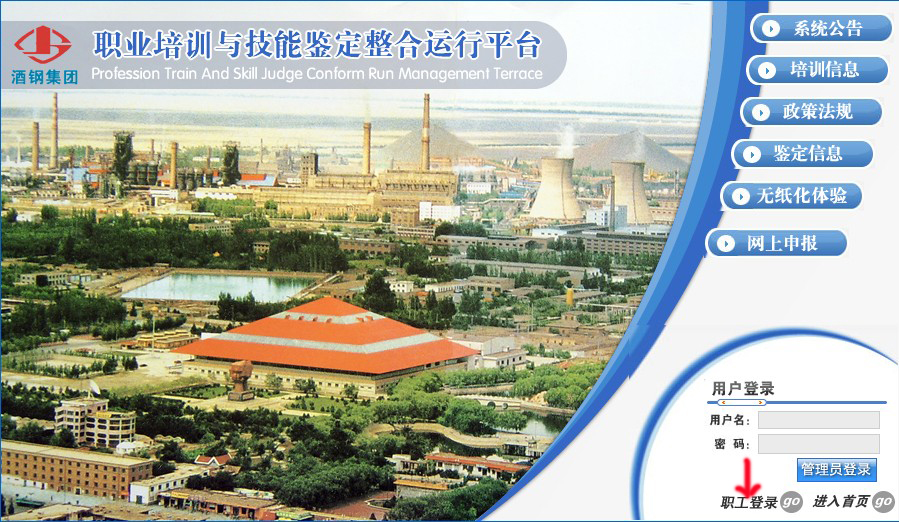 酒钢集团
职业培训与技能鉴定整合运行平台
Profession Train And Skill Judge Conform Run Management Terrace
系统公告
培训信息
政策法规
鉴定信息
无纸化体验
网上申报
用户登录
用户名：
密 码：
管理员登录
职工登录 go 进入首页 go